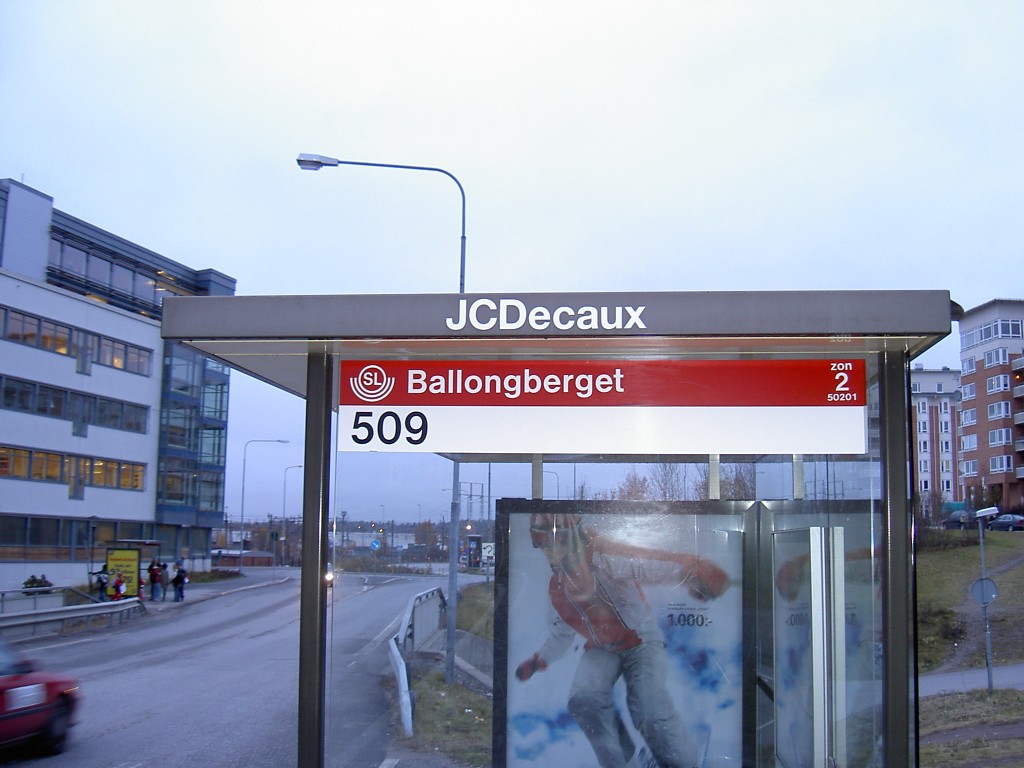 JCDecaux
SL Ballongberget
zon
2
50201
509
1.000:-